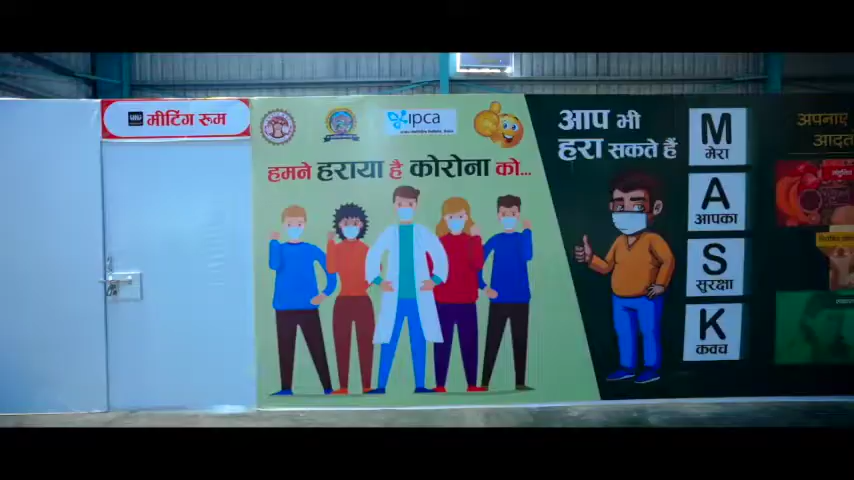 मीटिंग रूम
ipca
हमने हराया है कोरोना को...
आप भी
हरा सकते हैं
M
मेरा
A
आपका
S
सुरक्षा
K
कवच
अपनाए
आदत